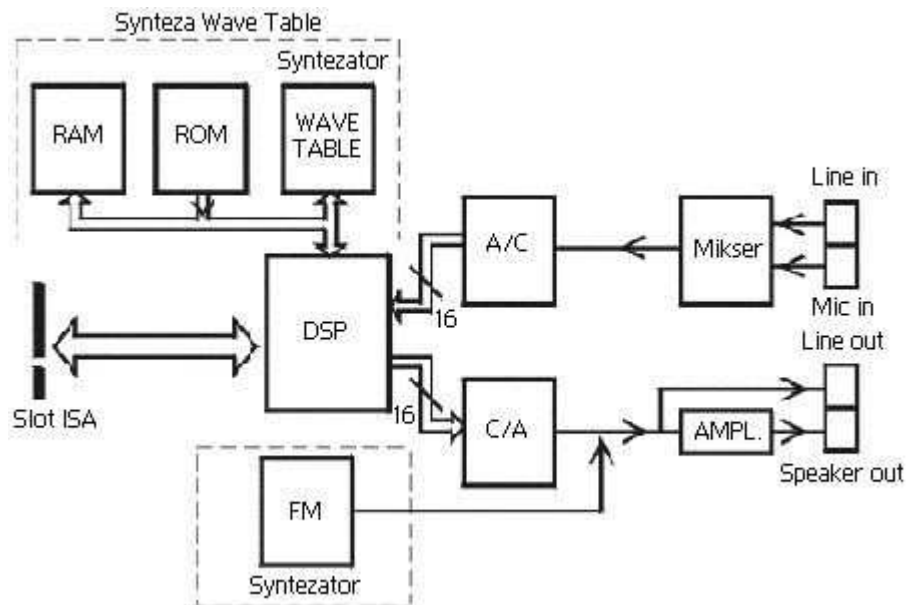 Synteza Wave Table
Syntezator
RAM
ROM
WAVE
TABLE
Line in
A/C
Mikser
Mic in
16
DSP
Line out
Slot ISA
16
C/A
AMPL.
Speaker out
FM
Syntezator